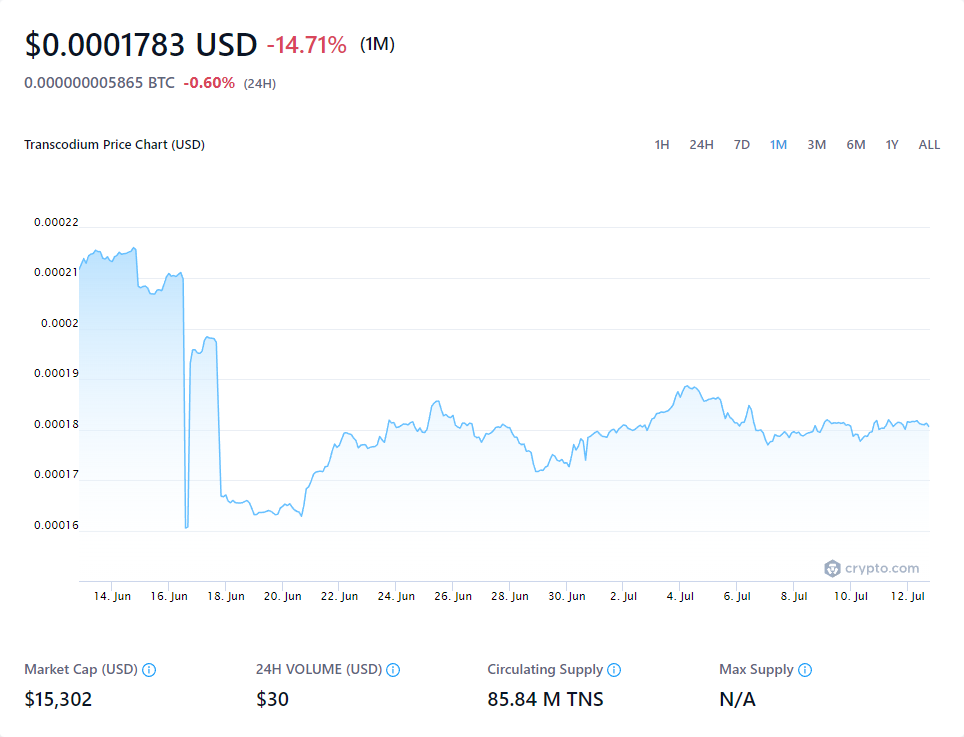 $0.0001783 USD -14.71% (1M)
0.000000005865 BTC -0.60% (24H)
Transcodium Price Chart (USD)
1H 24H 7D 1M 3M 6M 1Y ALL
0.00022
0.00021
0.0002
0.00019
0.00018
0.00017
0.00016
crypto.com
14. Jun 16. Jun 18. Jun 20. Jun 22. Jun 24. Jun 26. Jun 28. Jun 30. Jun 2. Jul 4. Jul 6. Jul 8. Jul 10. Jul 12. Jul
Market Cap (USD) 24H VOLUME (USD) Circulating Supply Max Supply
$15,302 $30 85.84 M TNS N/A